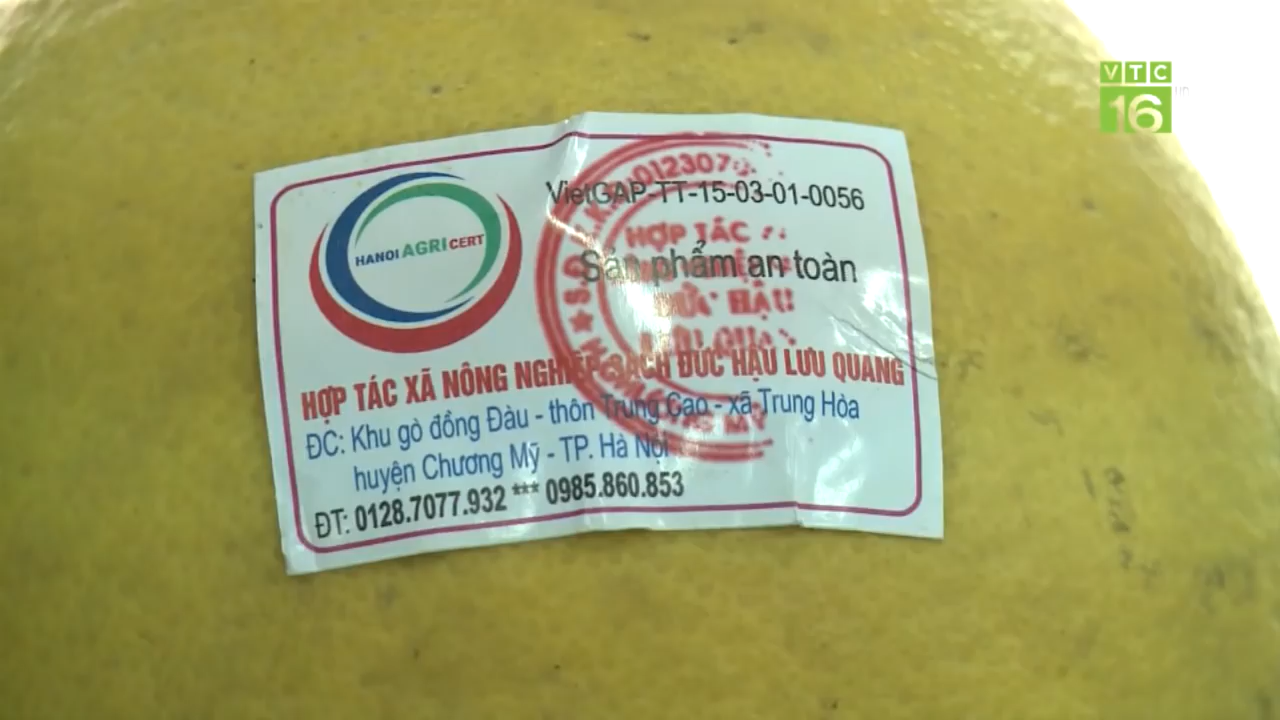 VTC
16
VietGAP-TT-15-03-01-0056
HANOI AGRI CERT
Sản phẩm an toàn
HỢP TÁC XÃ NÔNG NGHIỆP SẠCH ĐỨC HẬU LƯU QUANG
ĐC: Khu gò đồng Đàu - thôn Trung Cao - xã Trung Hòa
huyện Chương Mỹ - TP. Hà Nội
ĐT: 0128.7077.932 *** 0985.860.853
HỢP TÁC